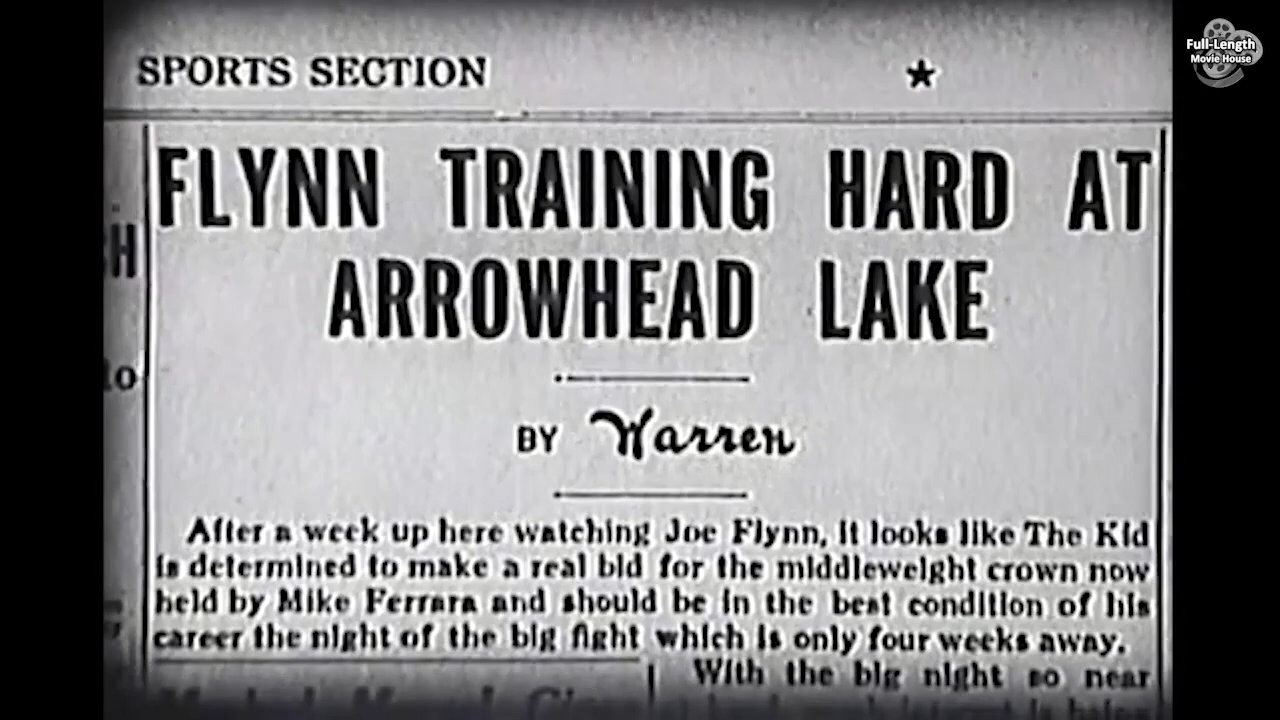 Full-Length
Movie House
SPORTS SECTION ★
FLYNN TRAINING HARD AT
ARROWHEAD LAKE
BY Warren
After a week up here watching Joe Flynn, it looks like The Kid
is determined to make a real bid for the middleweight crown now
held by Mike Ferrara and should be in the best condition of his
career the night of the big fight which is only four weeks away.
With the big night so near